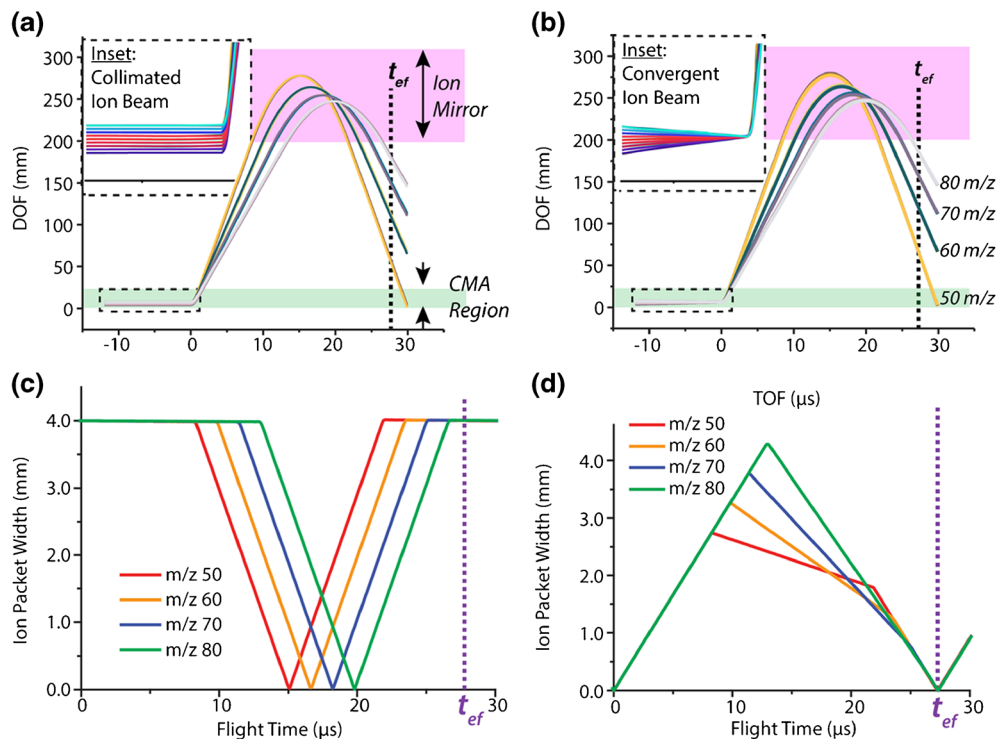 (a)
Inset:
Collimated
Ion Beam
t_ef
Ion
Mirror
CMA
Region
DOF (mm)
300
250
200
150
100
50
0
-10 0 10 20 30
(b)
Inset:
Convergent
Ion Beam
t_ef
80 m/z
70 m/z
60 m/z
50 m/z
DOF (mm)
300
250
200
150
100
50
0
-10 0 10 20 30
TOF (µs)
(c)
Ion Packet Width (mm)
4.0
3.0
2.0
1.0
0.0
m/z 50
m/z 60
m/z 70
m/z 80
0 10 20 30
t_ef
Flight Time (µs)
(d)
Ion Packet Width (mm)
4.0
3.0
2.0
1.0
0.0
m/z 50
m/z 60
m/z 70
m/z 80
0 10 20 30
t_ef
Flight Time (µs)